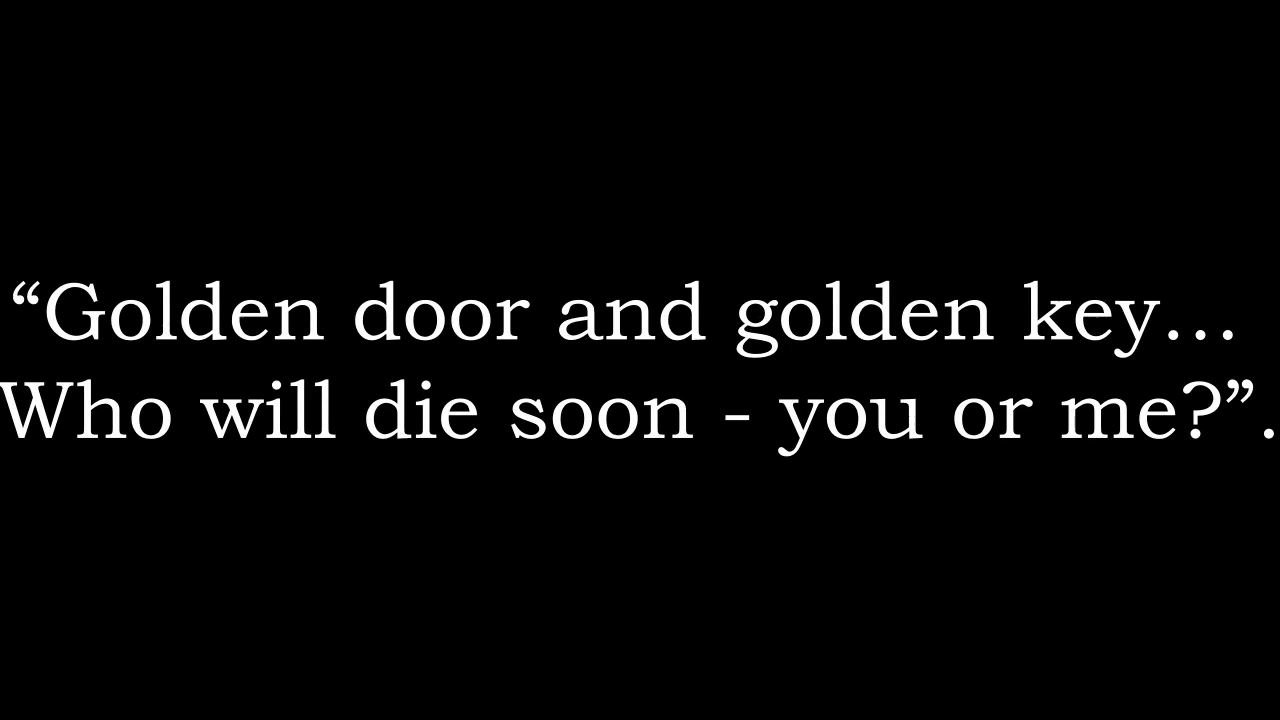 “Golden door and golden key…
Who will die soon - you or me?”.